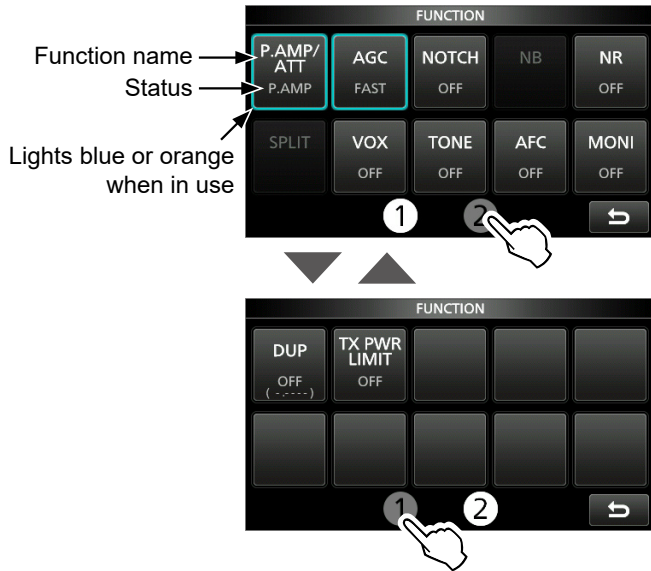 FUNCTION
Function name
Status
Lights blue or orange
when in use
P.AMP/
ATT
P.AMP
AGC
FAST
NOTCH
OFF
NB
NR
OFF
SPLIT
VOX
OFF
TONE
OFF
AFC
OFF
MONI
OFF
1
2
FUNCTION
DUP
OFF
( -.---- )
TX PWR
LIMIT
OFF
1
2